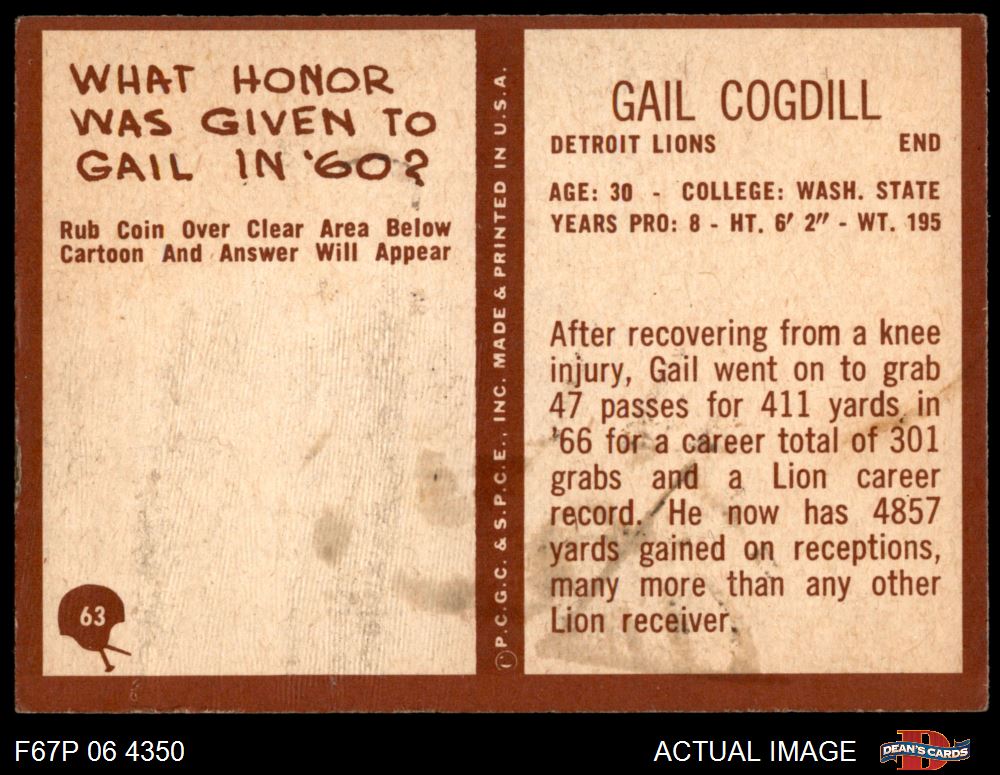 WHAT HONOR
WAS GIVEN TO
GAIL IN '60?
Rub Coin Over Clear Area Below
Cartoon And Answer Will Appear
63
©P.C.G.C. & S.P.C.E., INC. MADE & PRINTED IN U.S.A.
GAIL COGDILL
DETROIT LIONS END
AGE: 30 - COLLEGE: WASH. STATE
YEARS PRO: 8 - HT. 6' 2" - WT. 195
After recovering from a knee
injury, Gail went on to grab
47 passes for 411 yards in
'66 for a career total of 301
grabs and a Lion career
record. He now has 4857
yards gained on receptions,
many more than any other
Lion receiver.
F67P 06 4350
ACTUAL IMAGE
D
DEAN'S CARDS